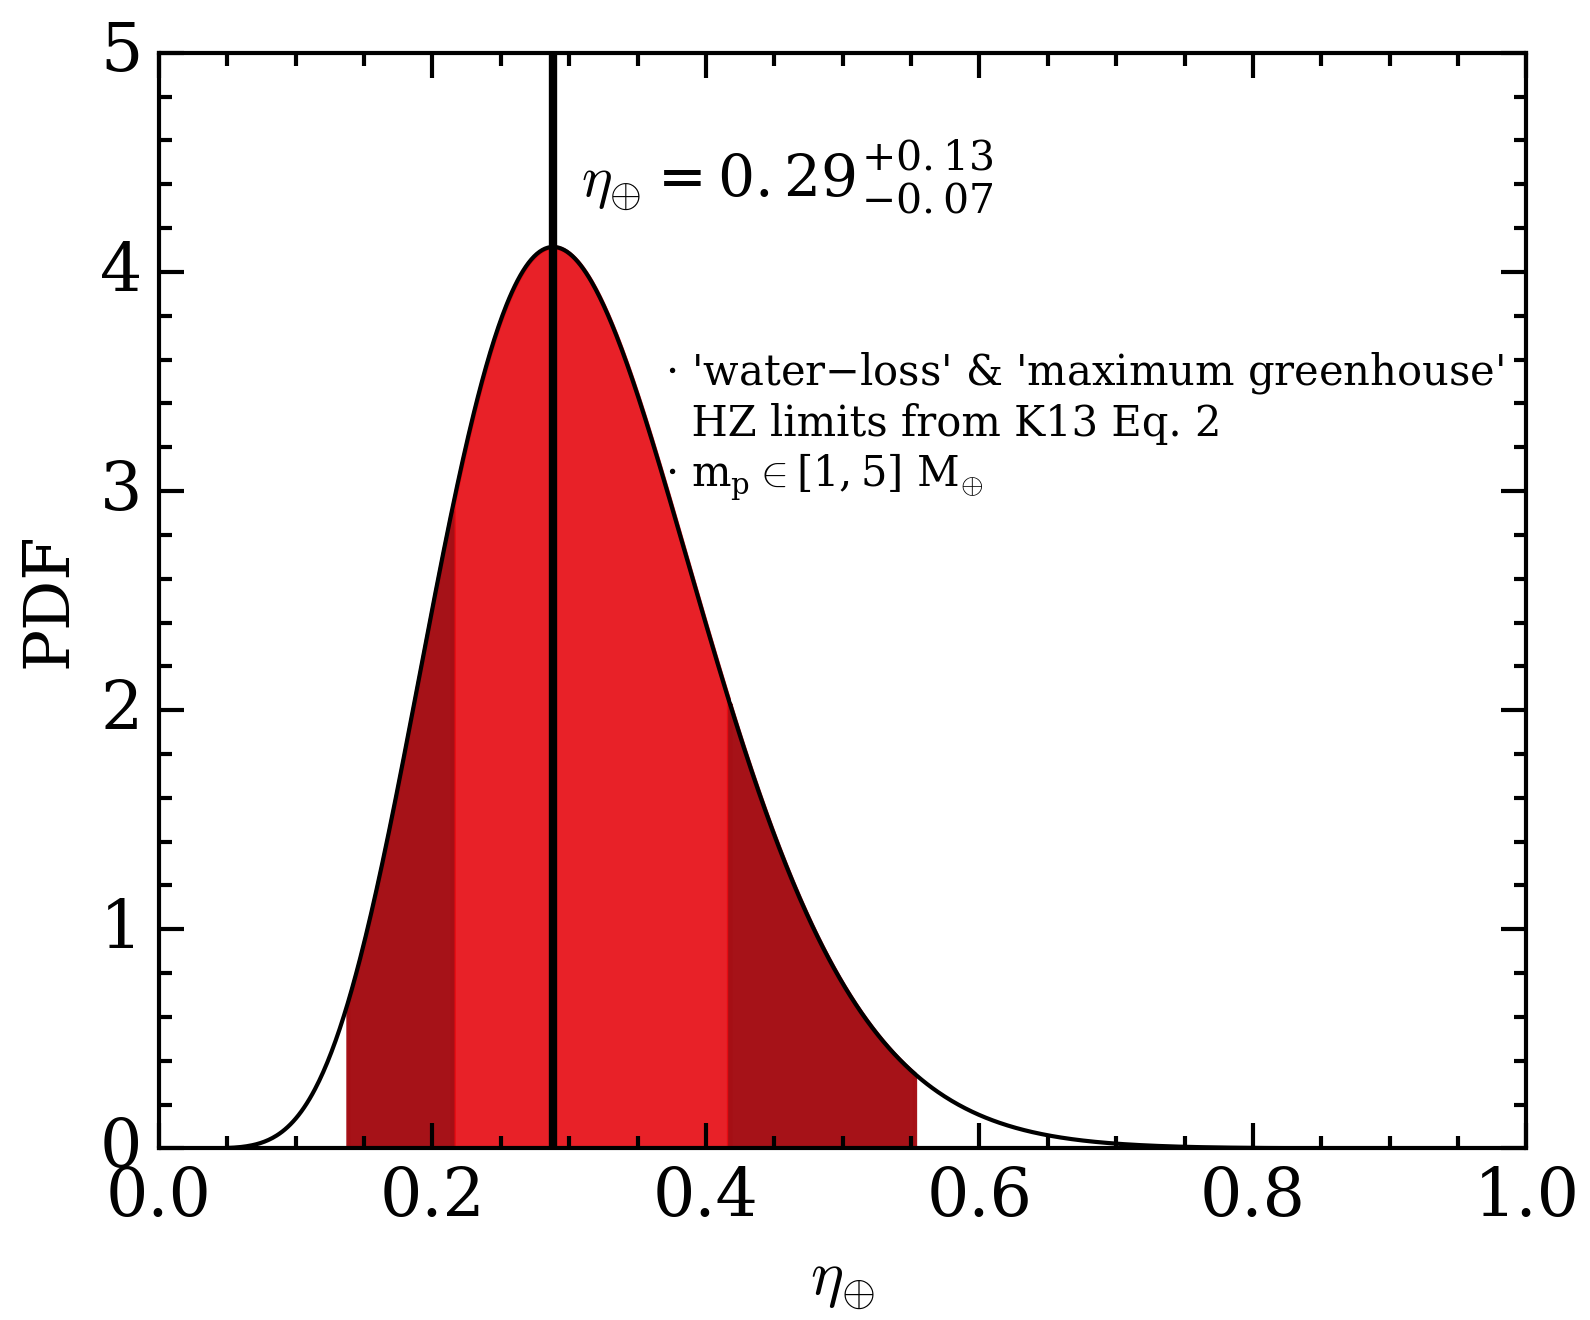 5
4
3
2
1
0
PDF
η⊕ = 0.29 +0.13 −0.07
· 'water−loss' & 'maximum greenhouse'
HZ limits from K13 Eq. 2
· mp ∈ [1, 5] M⊕
0.0 0.2 0.4 0.6 0.8 1.0
η⊕